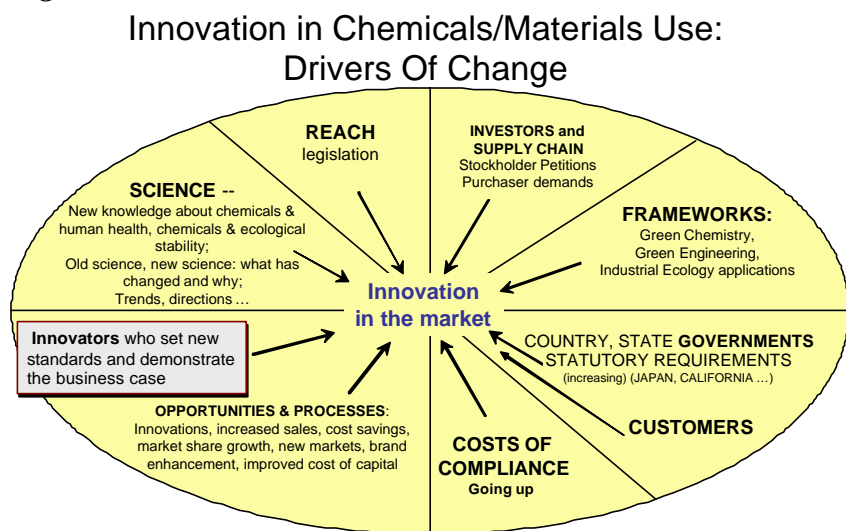 Innovation in Chemicals/Materials Use:
Drivers Of Change
REACH
legislation
INVESTORS and
SUPPLY CHAIN
Stockholder Petitions
Purchaser demands
SCIENCE --
New knowledge about chemicals &
human health, chemicals & ecological
stability;
Old science, new science: what has
changed and why;
Trends, directions …
FRAMEWORKS:
Green Chemistry,
Green Engineering,
Industrial Ecology applications
Innovation
in the market
Innovators who set new
standards and demonstrate
the business case
COUNTRY, STATE GOVERNMENTS
STATUTORY REQUIREMENTS
(increasing) (JAPAN, CALIFORNIA …)
OPPORTUNITIES & PROCESSES:
Innovations, increased sales, cost savings,
market share growth, new markets, brand
enhancement, improved cost of capital
COSTS OF
COMPLIANCE
Going up
CUSTOMERS